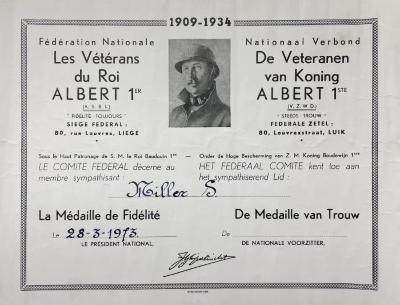 1909-1934
Fédération Nationale
Les Vétérans
du Roi
ALBERT 1ER
(A. S. B. L.)
"FIDÉLITÉ TOUJOURS"
SIEGE FEDERAL :
80, rue Louvrex, LIEGE
Nationaal Verbond
De Veteranen
van Koning
ALBERT 1STE
(V. Z. W. D.)
"STEEDS TROUW"
FEDERALE ZETEL :
80, Louvrexstraat, LUIK
Sous le Haut Patronage de S. M. le Roi Baudouin 1er — Onder de Hoge Bescherming van Z. M. Koning Boudewijn 1ste
LE COMITE FEDERAL décerne au
membre sympathisant :
HET FEDERAAL COMITE kent toe aan
het sympathiserend Lid :
Miller S.
La Médaille de Fidélité
De Medaille van Trouw
Le 28-3-1973.
De
LE PRÉSIDENT NATIONAL.
DE NATIONALE VOORZITTER,